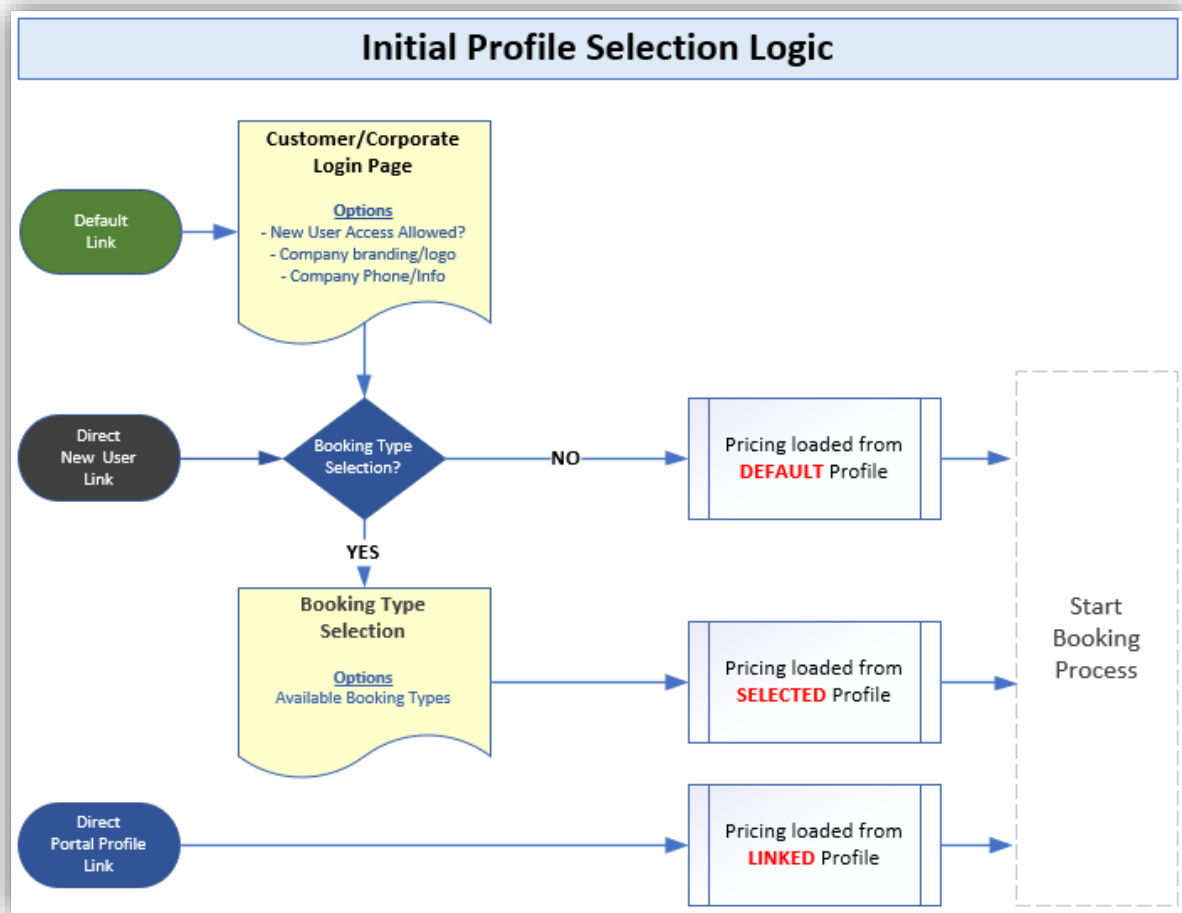 Initial Profile Selection Logic
Customer/Corporate
Login Page
Options
- New User Access Allowed?
- Company branding/logo
- Company Phone/Info
Default
Link
Direct
New User
Link
Booking Type
Selection?
NO
Pricing loaded from
DEFAULT Profile
YES
Booking Type
Selection
Options
Available Booking Types
Pricing loaded from
SELECTED Profile
Start
Booking
Process
Direct
Portal Profile
Link
Pricing loaded from
LINKED Profile